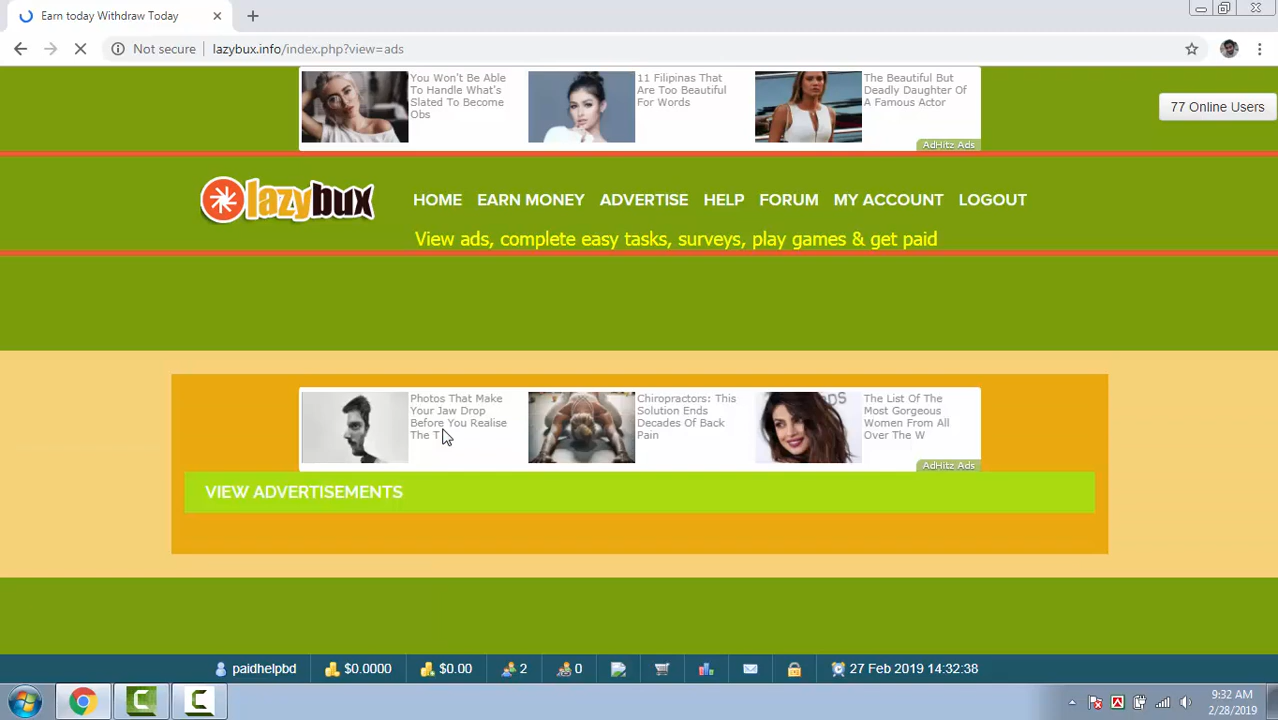 Earn today Withdraw Today
Not secure
lazybux.info/index.php?view=ads
You Won't Be Able
To Handle What's
Slated To Become
Obs
11 Filipinas That
Are Too Beautiful
For Words
The Beautiful But
Deadly Daughter Of
A Famous Actor
AdHitz Ads
77 Online Users
lazybux
HOME EARN MONEY ADVERTISE HELP FORUM MY ACCOUNT LOGOUT
View ads, complete easy tasks, surveys, play games & get paid
Photos That Make
Your Jaw Drop
Before You Realise
The T
Chiropractors: This
Solution Ends
Decades Of Back
Pain
The List Of The
Most Gorgeous
Women From All
Over The W
AdHitz Ads
VIEW ADVERTISEMENTS
paidhelpbd $0.0000 $0.00 2 0 27 Feb 2019 14:32:38
9:32 AM
2/28/2019